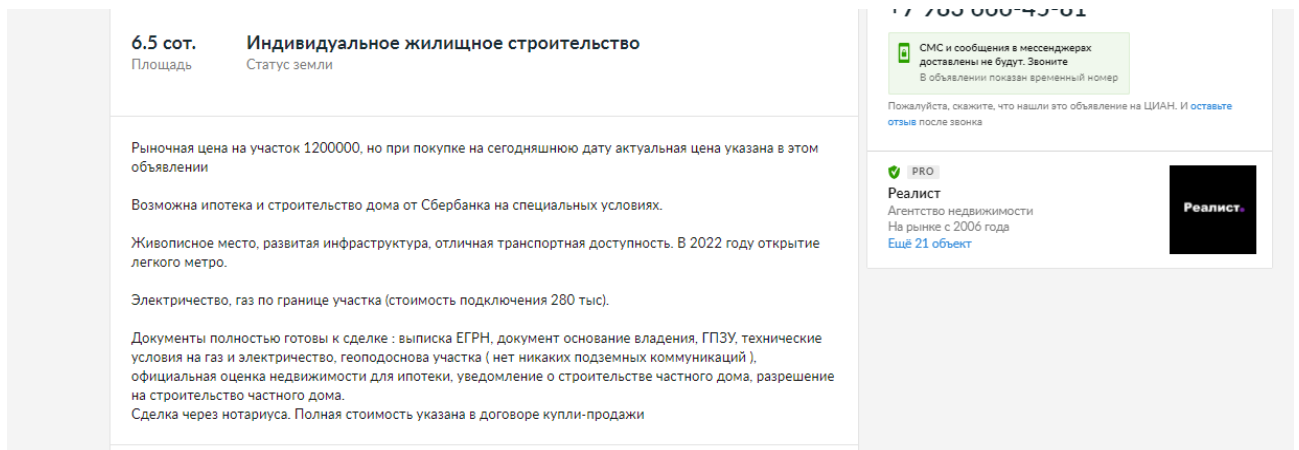 6.5 сот.
Площадь
Индивидуальное жилищное строительство
Статус земли
Рыночная цена на участок 1200000, но при покупке на сегодняшнюю дату актуальная цена указана в этом
объявлении
Возможна ипотека и строительство дома от Сбербанка на специальных условиях.
Живописное место, развитая инфраструктура, отличная транспортная доступность. В 2022 году открытие
легкого метро.
Электричество, газ по границе участка (стоимость подключения 280 тыс).
Документы полностью готовы к сделке : выписка ЕГРН, документ основание владения, ГПЗУ, технические
условия на газ и электричество, геоподоснова участка ( нет никаких подземных коммуникаций ),
официальная оценка недвижимости для ипотеки, уведомление о строительстве частного дома, разрешение
на строительство частного дома.
Сделка через нотариуса. Полная стоимость указана в договоре купли-продажи
СМС и сообщения в мессенджерах
доставлены не будут. Звоните
В объявлении показан временный номер
Пожалуйста, скажите, что нашли это объявление на ЦИАН. И оставьте
отзыв после звонка
PRO
Реалист
Агентство недвижимости
На рынке с 2006 года
Ещё 21 объект
Реалист.